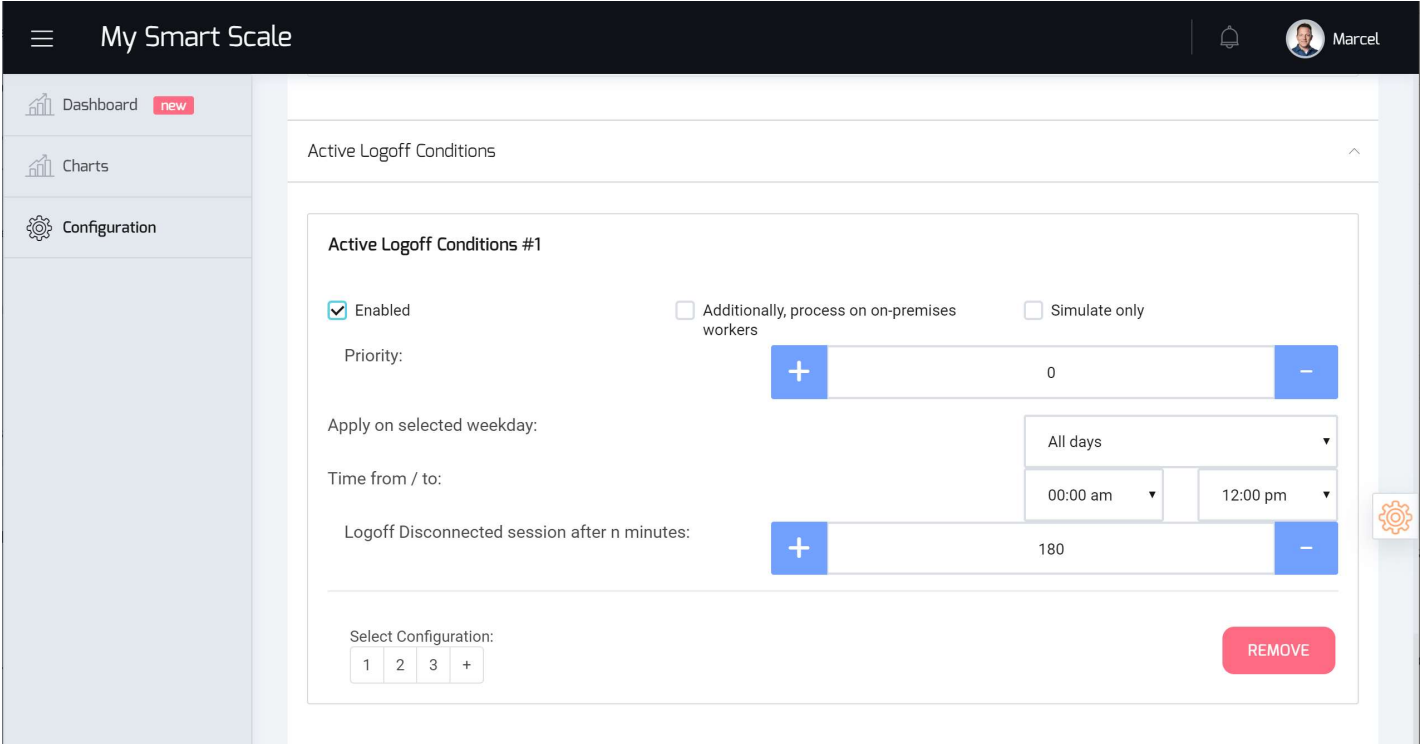 My Smart Scale
Marcel
Dashboard new
Charts
Configuration
Active Logoff Conditions
Active Logoff Conditions #1
Enabled
Additionally, process on on-premises
workers
Simulate only
Priority:
+ 0 -
Apply on selected weekday:
All days
Time from / to:
00:00 am 12:00 pm
Logoff Disconnected session after n minutes:
+ 180 -
Select Configuration:
1 2 3 +
REMOVE